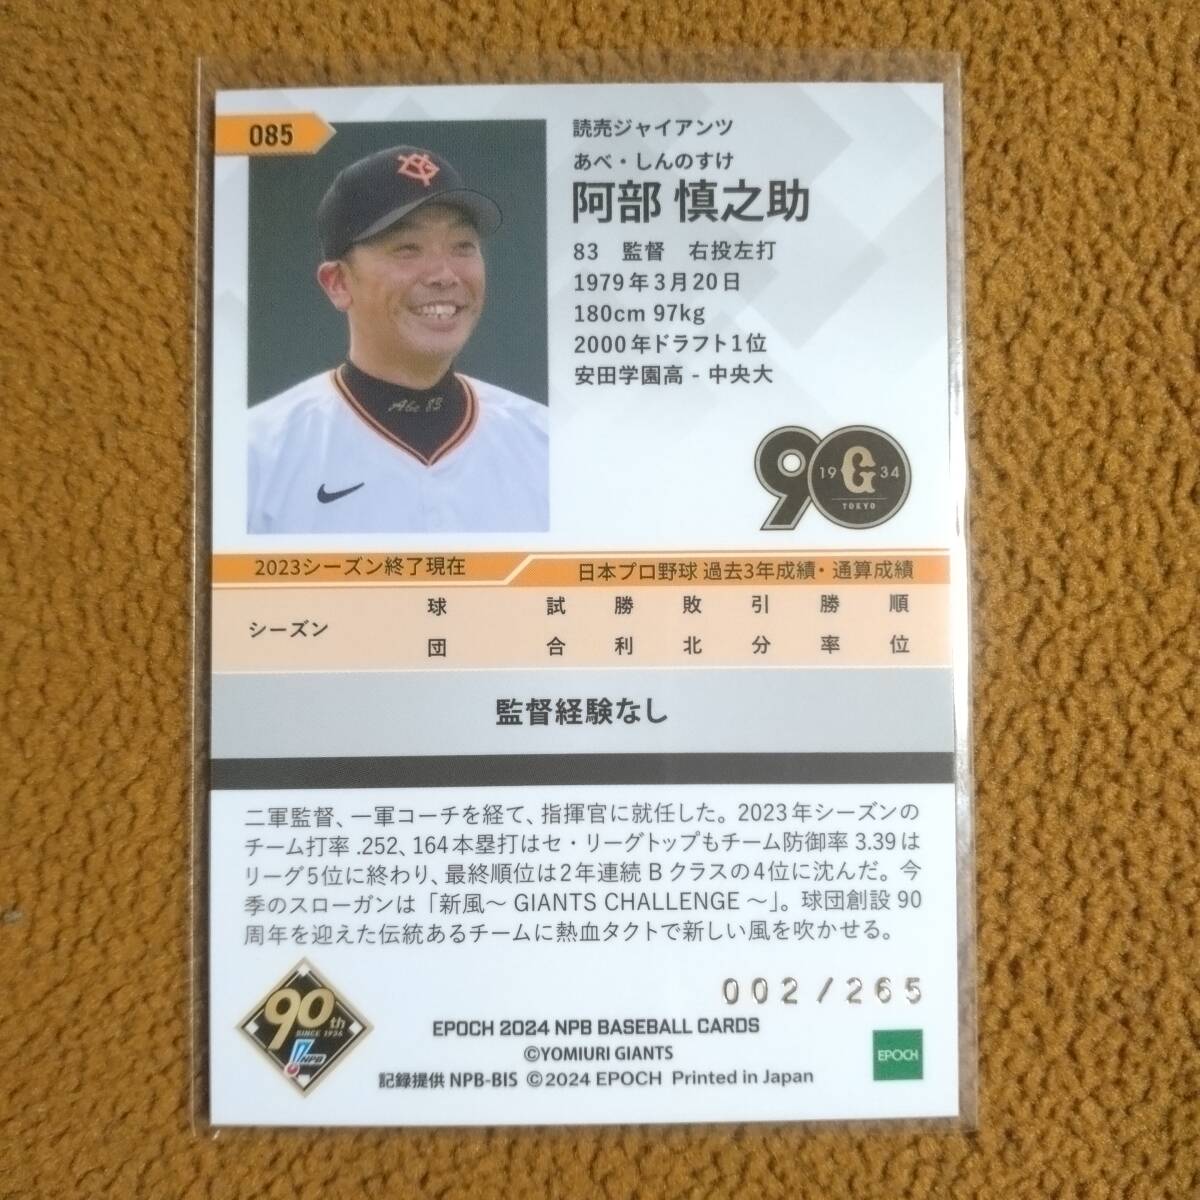 085
読売ジャイアンツ
あべ・しんのすけ
阿部 慎之助
83 監督 右投左打
1979年3月20日
180cm 97kg
2000年ドラフト1位
安田学園高 - 中央大
Abe 83
90
19 G 34
TOKYO
2023シーズン終了現在
日本プロ野球 過去3年成績・通算成績
シーズン 球団 試合 勝利 敗北 引分 勝率 順位
監督経験なし
二軍監督、一軍コーチを経て、指揮官に就任した。2023年シーズンの
チーム打率 .252、164本塁打はセ・リーグトップもチーム防御率 3.39は
リーグ5位に終わり、最終順位は2年連続 B クラスの4位に沈んだ。今
季のスローガンは「新風～ GIANTS CHALLENGE ～」。球団創設 90
周年を迎えた伝統あるチームに熱血タクトで新しい風を吹かせる。
002/265
90th
SINCE 1934
NPB
EPOCH 2024 NPB BASEBALL CARDS
©YOMIURI GIANTS
記録提供 NPB-BIS ©2024 EPOCH Printed in Japan
EPOCH